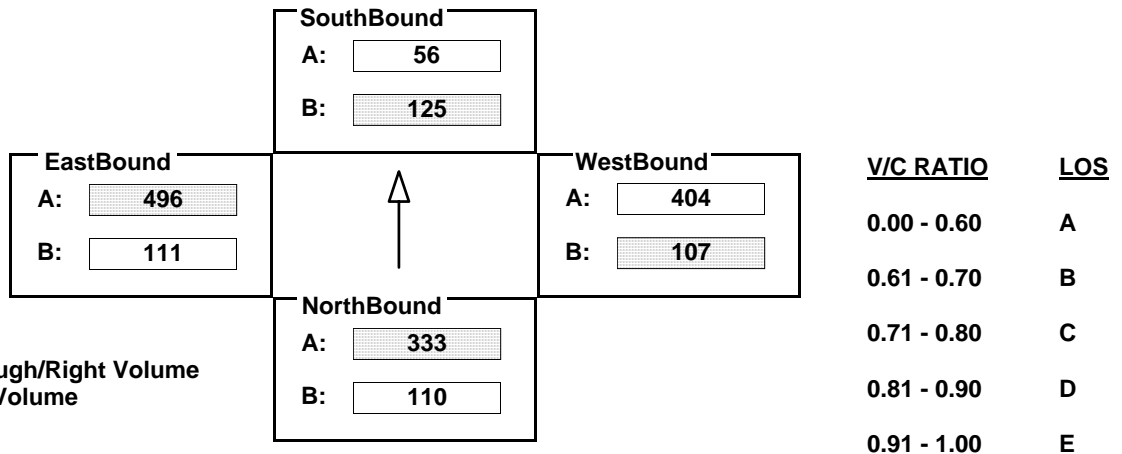 SouthBound
A: 56
B: 125
EastBound
A: 496
B: 111
WestBound
A: 404
B: 107
NorthBound
A: 333
B: 110
ugh/Right Volume
Volume
V/C RATIO LOS
0.00 - 0.60 A
0.61 - 0.70 B
0.71 - 0.80 C
0.81 - 0.90 D
0.91 - 1.00 E